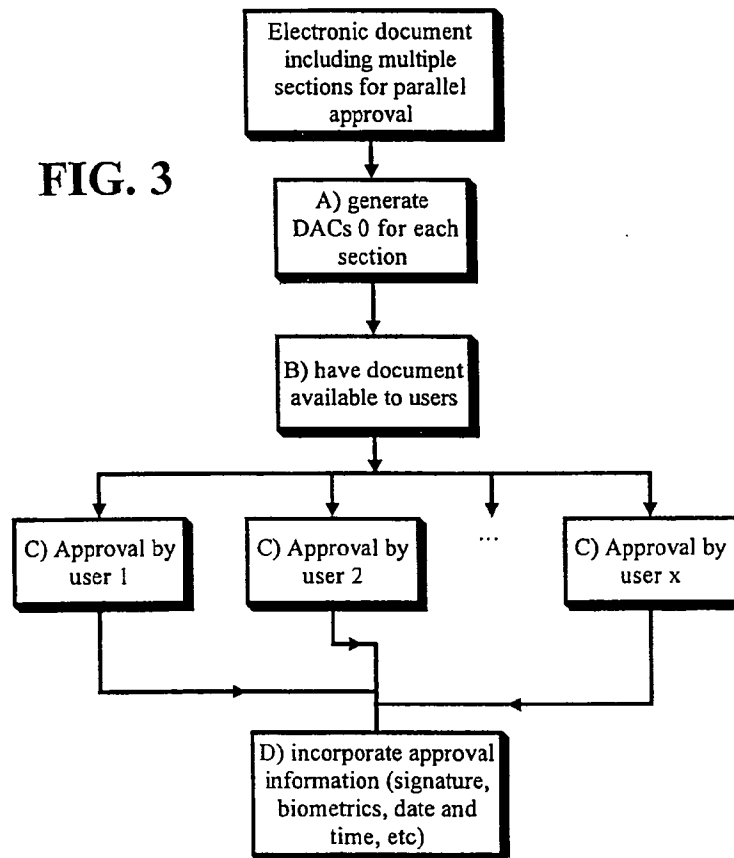 Electronic document
including multiple
sections for parallel
approval
FIG. 3
A) generate
DACs 0 for each
section
B) have document
available to users
C) Approval by
user 1
C) Approval by
user 2
...
C) Approval by
user x
D) incorporate approval
information (signature,
biometrics, date and
time, etc)